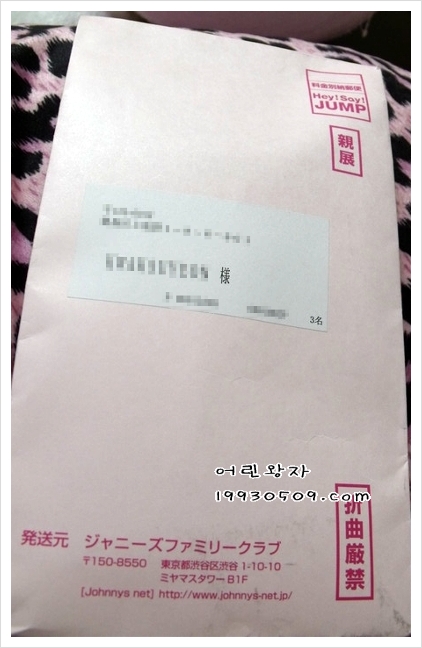 料金別納郵便
Hey! Say!
JUMP
親展
様
3名
어린왕자
19930509.com
折曲厳禁
発送元 ジャニーズファミリークラブ
〒150-8550 東京都渋谷区渋谷 1-10-10
ミヤマスタワー B1F
[Johnnys net] http://www.johnnys-net.jp/